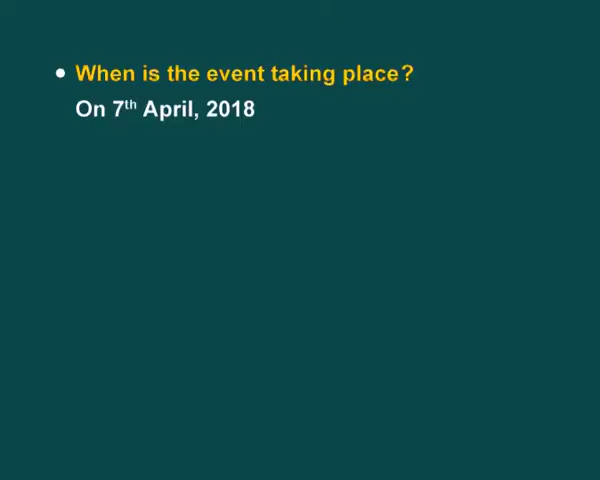 • When is the event taking place?
On 7th April, 2018